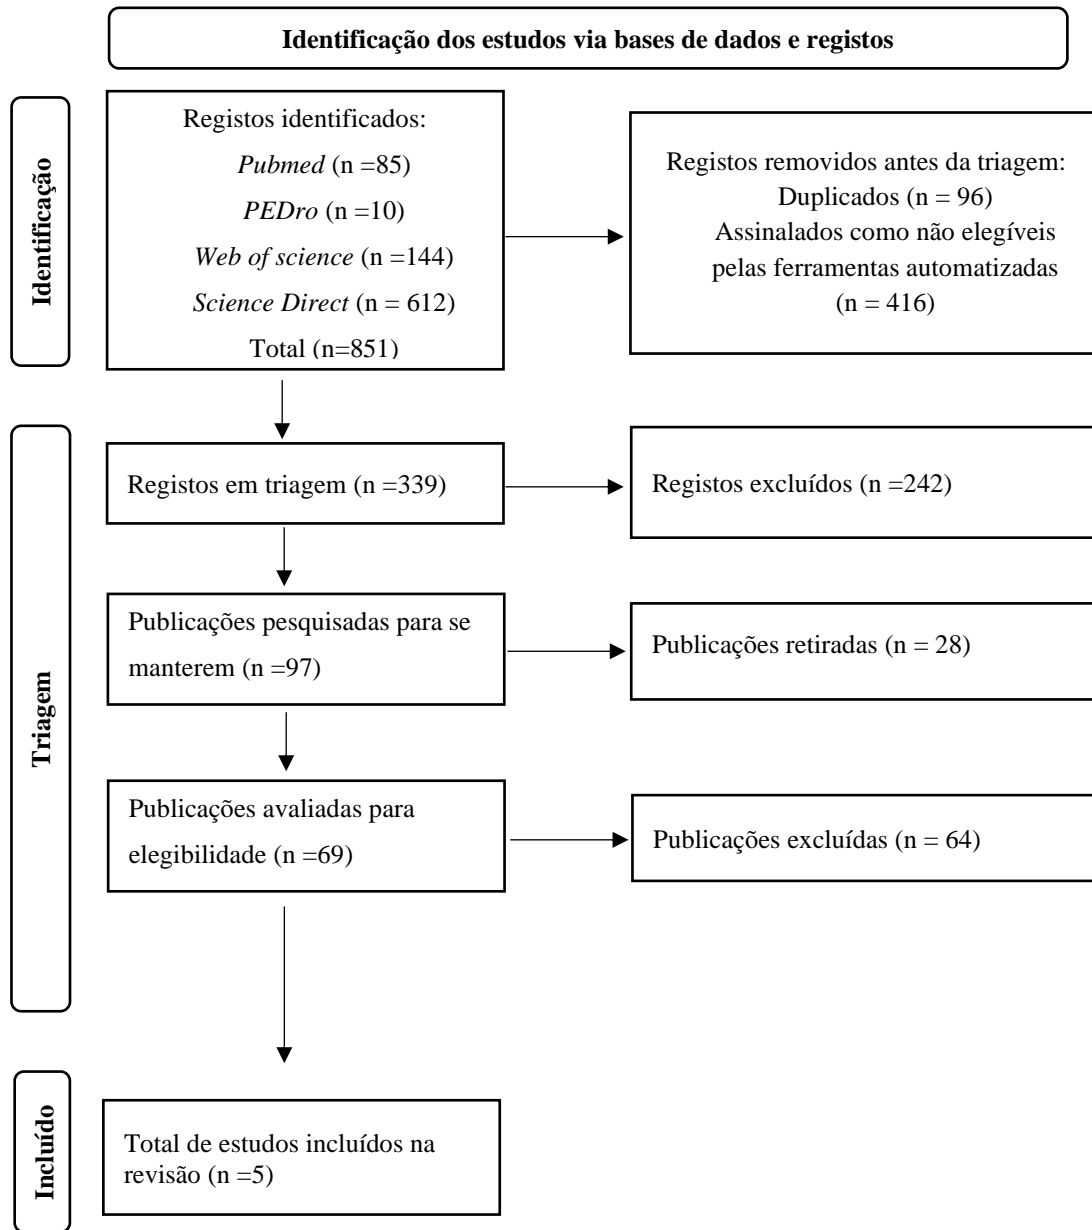 Identificação dos estudos via bases de dados e registos
Identificação
Registos identificados:
Pubmed (n =85)
PEDro (n =10)
Web of science (n =144)
Science Direct (n = 612)
Total (n=851)
Registos removidos antes da triagem:
Duplicados (n = 96)
Assinalados como não elegíveis
pelas ferramentas automatizadas
(n = 416)
Triagem
Registos em triagem (n =339)
Registos excluídos (n =242)
Publicações pesquisadas para se
manterem (n =97)
Publicações retiradas (n = 28)
Publicações avaliadas para
elegibilidade (n =69)
Publicações excluídas (n = 64)
Incluído
Total de estudos incluídos na
revisão (n =5)